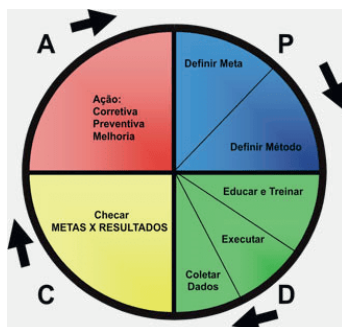 A
P
Definir Meta
Ação:
Corretiva
Preventiva
Melhoria
Definir Método
Educar e Treinar
Checar
METAS X RESULTADOS
Executar
Coletar
Dados
C
D